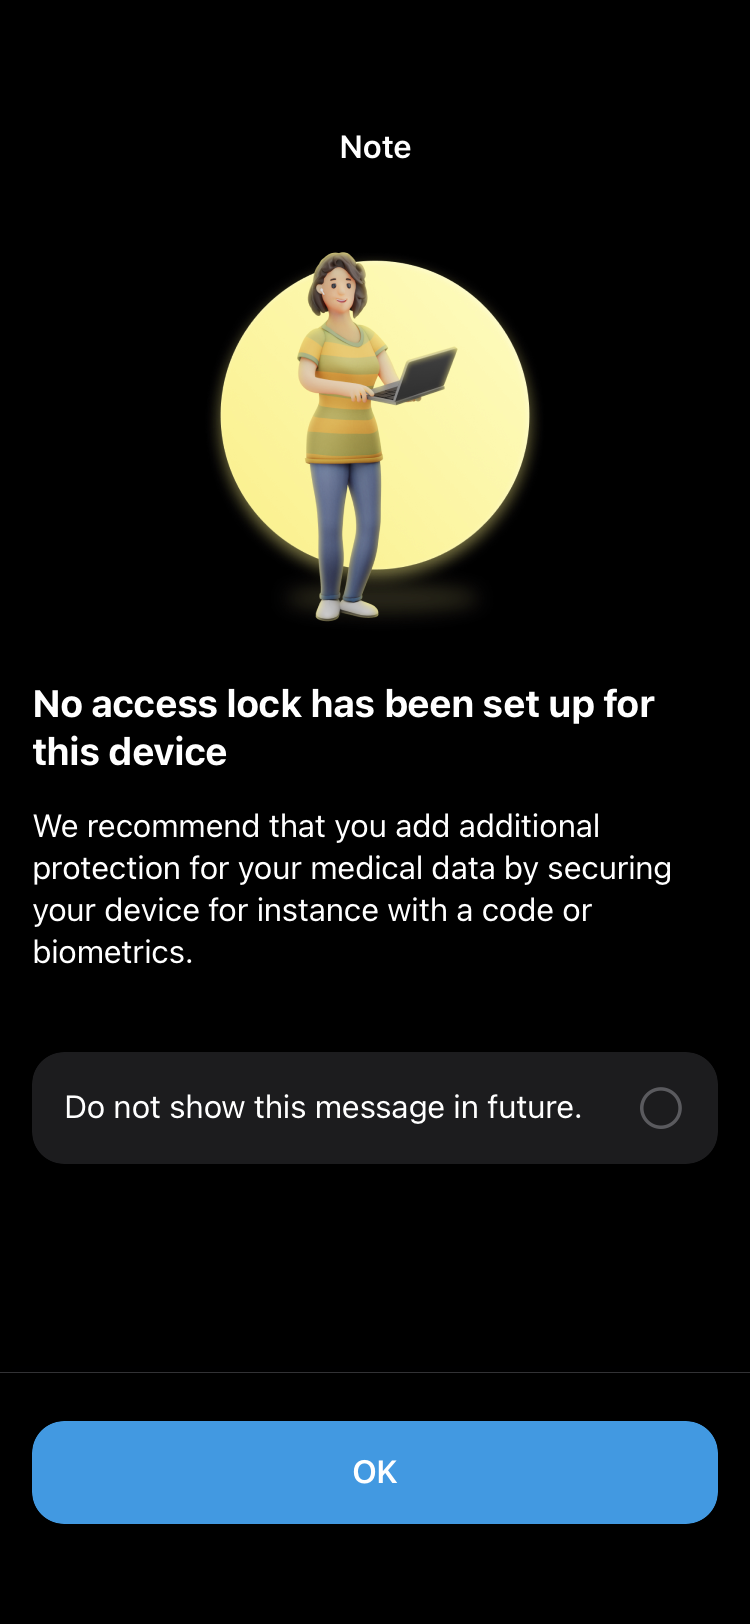 Note
No access lock has been set up for
this device
We recommend that you add additional
protection for your medical data by securing
your device for instance with a code or
biometrics.
Do not show this message in future.
OK